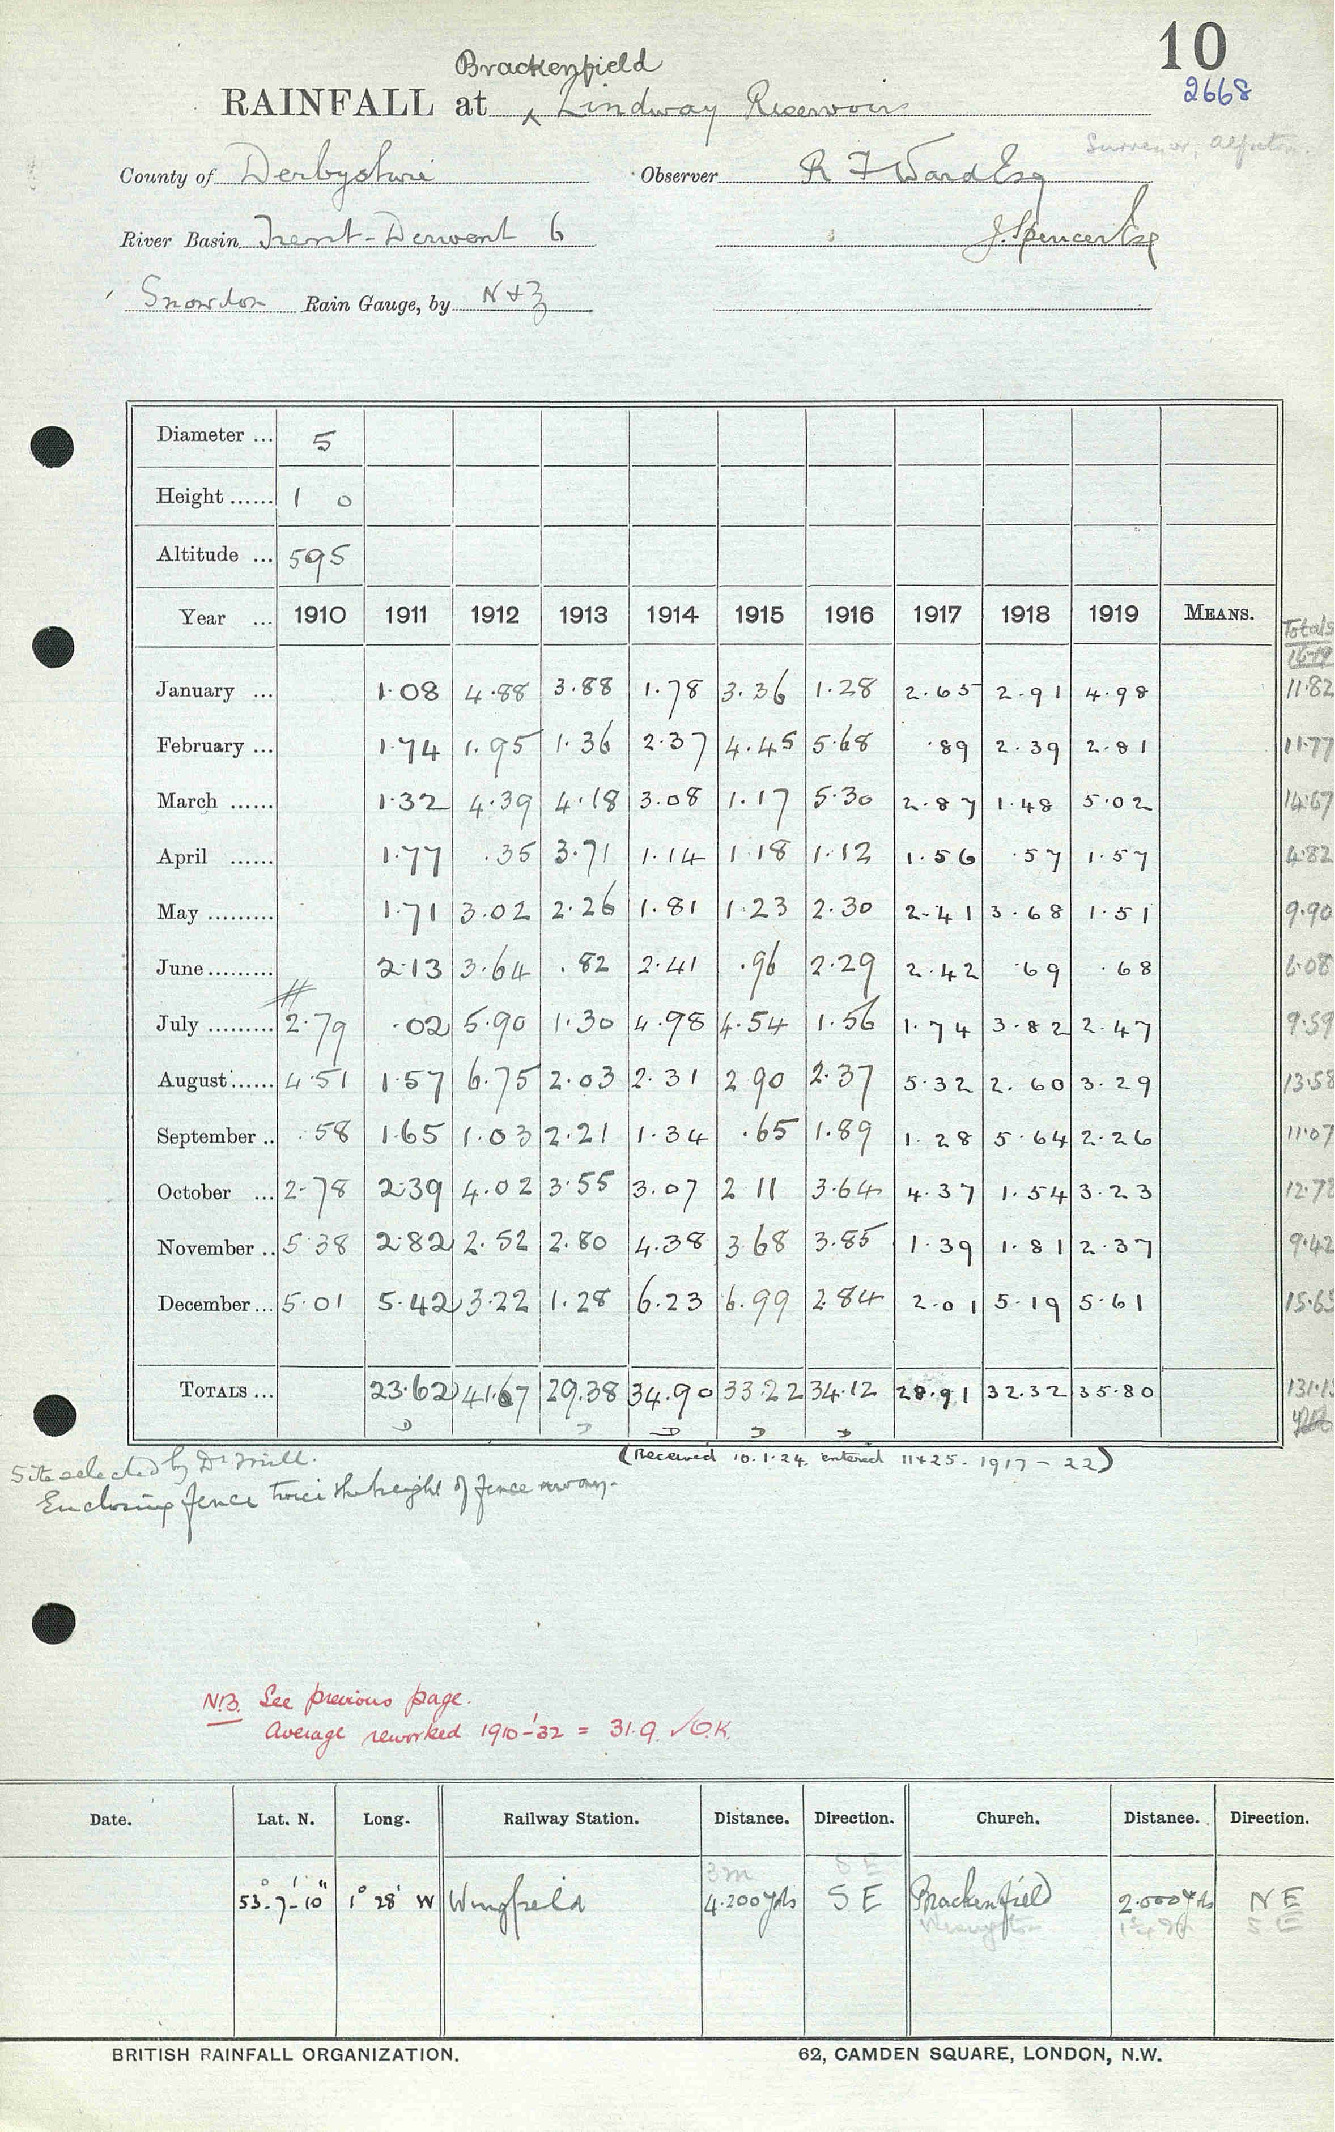 10
2668
Brackenfield
RAINFALL at Lindway Reservoir
Surveyor, Alfreton.
County of Derbyshire Observer R F Ward Esq
River Basin Trent-Derwent 6 J. Spencer Esq
Snowdon Rain Gauge, by N & Z
Diameter ... 5
Height ...... 1 0
Altitude ... 595
Year ... 1910 1911 1912 1913 1914 1915 1916 1917 1918 1919 MEANS. Totals
16-19
January ... 1.08 4.88 3.88 1.78 3.36 1.28 2.65 2.91 4.98 11.82
February ... 1.74 1.95 1.36 2.37 4.45 5.68 .89 2.39 2.81 11.77
March ...... 1.32 4.39 4.18 3.08 1.17 5.30 2.87 1.48 5.02 14.67
April ...... 1.77 .35 3.71 1.14 1.18 1.12 1.56 .57 1.57 4.82
May ......... 1.71 3.02 2.26 1.81 1.23 2.30 2.41 3.68 1.51 9.90
June ......... 2.13 3.64 .82 2.41 .96 2.29 2.42 .69 .68 6.08
July ......... 2.79 .02 5.90 1.30 4.98 4.54 1.56 1.74 3.82 2.47 9.59
August ...... 4.51 1.57 6.75 2.03 2.31 2.90 2.37 5.32 2.60 3.29 13.58
September .. .58 1.65 1.03 2.21 1.34 .65 1.89 1.28 5.64 2.26 11.07
October ... 2.78 2.39 4.02 3.55 3.07 2 11 3.64 4.37 1.54 3.23 12.78
November .. 5.38 2.82 2.52 2.80 4.38 3.68 3.85 1.39 1.81 2.37 9.42
December ... 5.01 5.42 3.22 1.28 6.23 6.99 2.84 2.01 5.19 5.61 15.65
TOTALS ... 23.62 41.67 29.38 34.90 33.22 34.12 28.91 32.32 35.80 131.15
Site selected by Dr Mill. (Received 10.1.24. entered 11+25. 1917-22)
Enclosing fence twice the height of fence away.
N.B. See previous page.
Average reworked 1910-'32 = 31.9. ✓O.K.
Date. Lat. N. Long. Railway Station. Distance. Direction. Church. Distance. Direction.
3m SE
53° 7' 10" 1° 28' W Wingfield 4.200 yds SE Brackenfield 2.000 yds NE
SE
BRITISH RAINFALL ORGANIZATION. 62, CAMDEN SQUARE, LONDON, N.W.